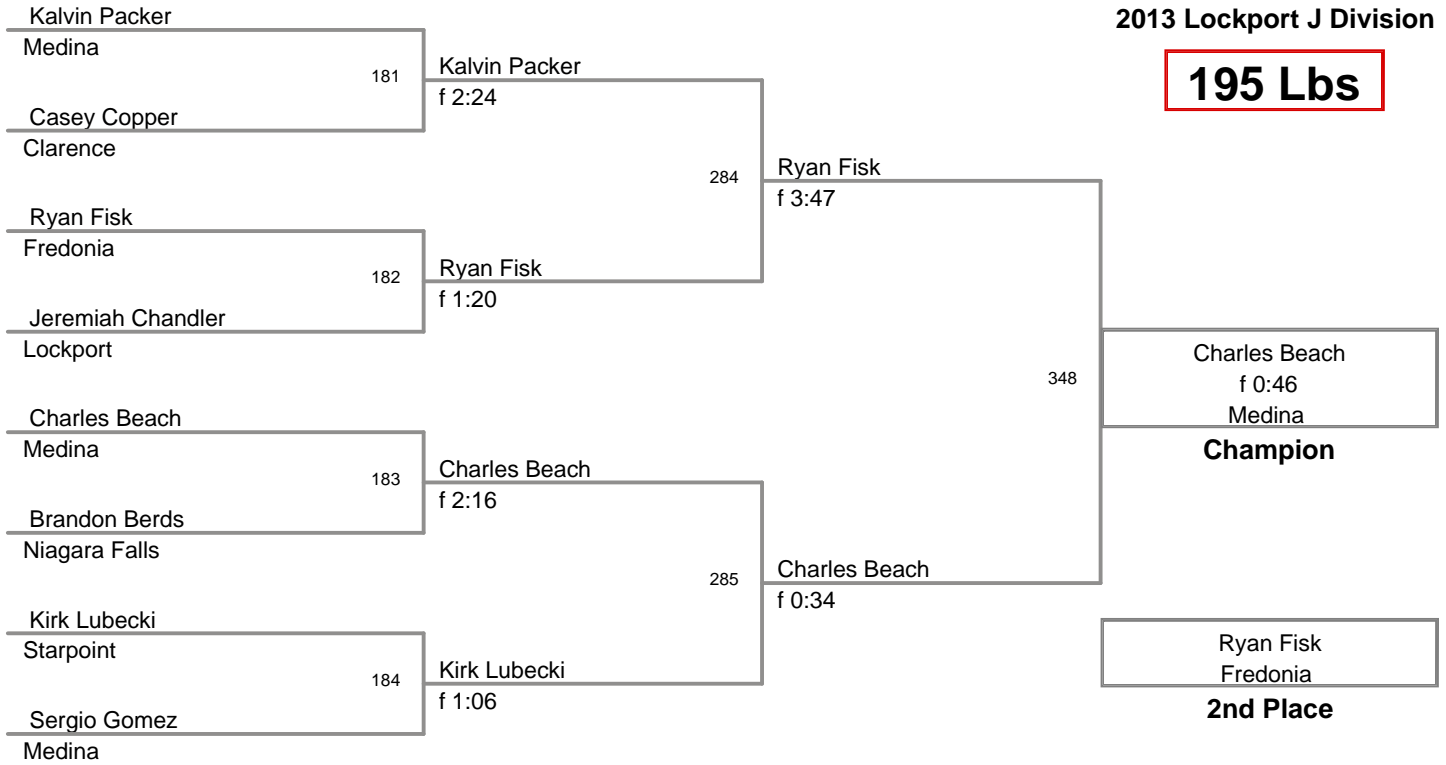 2013 Lockport J Division
195 Lbs
Kalvin Packer
Medina
181
Casey Copper
Clarence
Kalvin Packer
f 2:24
Ryan Fisk
Fredonia
182
Jeremiah Chandler
Lockport
Ryan Fisk
f 1:20
284
Ryan Fisk
f 3:47
Charles Beach
Medina
183
Brandon Berds
Niagara Falls
Charles Beach
f 2:16
Kirk Lubecki
Starpoint
184
Sergio Gomez
Medina
Kirk Lubecki
f 1:06
285
Charles Beach
f 0:34
348
Charles Beach
f 0:46
Medina
Champion
Ryan Fisk
Fredonia
2nd Place